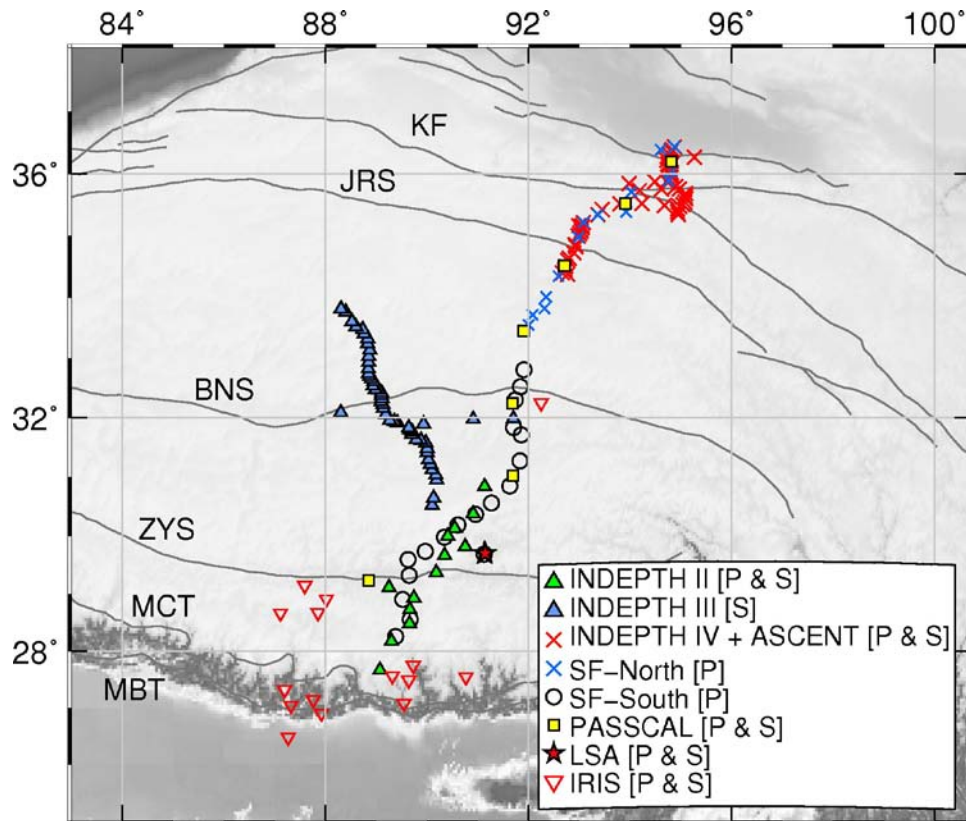 84° 88° 92° 96° 100°
KF
36°
JRS
BNS
32°
ZYS
MCT
28°
MBT
INDEPTH II [P & S]
INDEPTH III [S]
INDEPTH IV + ASCENT [P & S]
SF−North [P]
SF−South [P]
PASSCAL [P & S]
LSA [P & S]
IRIS [P & S]